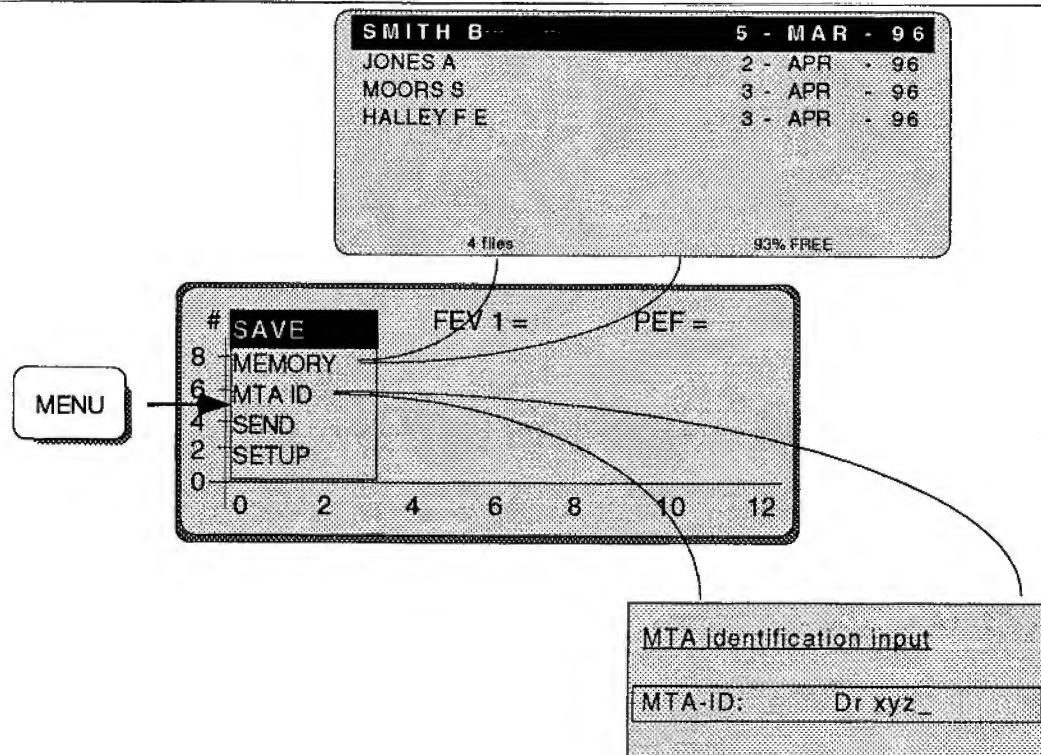 SMITH B 5 - MAR - 96
JONES A 2 - APR - 96
MOORS S 3 - APR - 96
HALLEY F E 3 - APR - 96
4 files 93% FREE
# SAVE FEV 1 = PEF =
8 MEMORY
6 MTA ID
MENU
4 SEND
2 SETUP
0
0 2 4 6 8 10 12
MTA identification input
MTA-ID: Dr xyz_